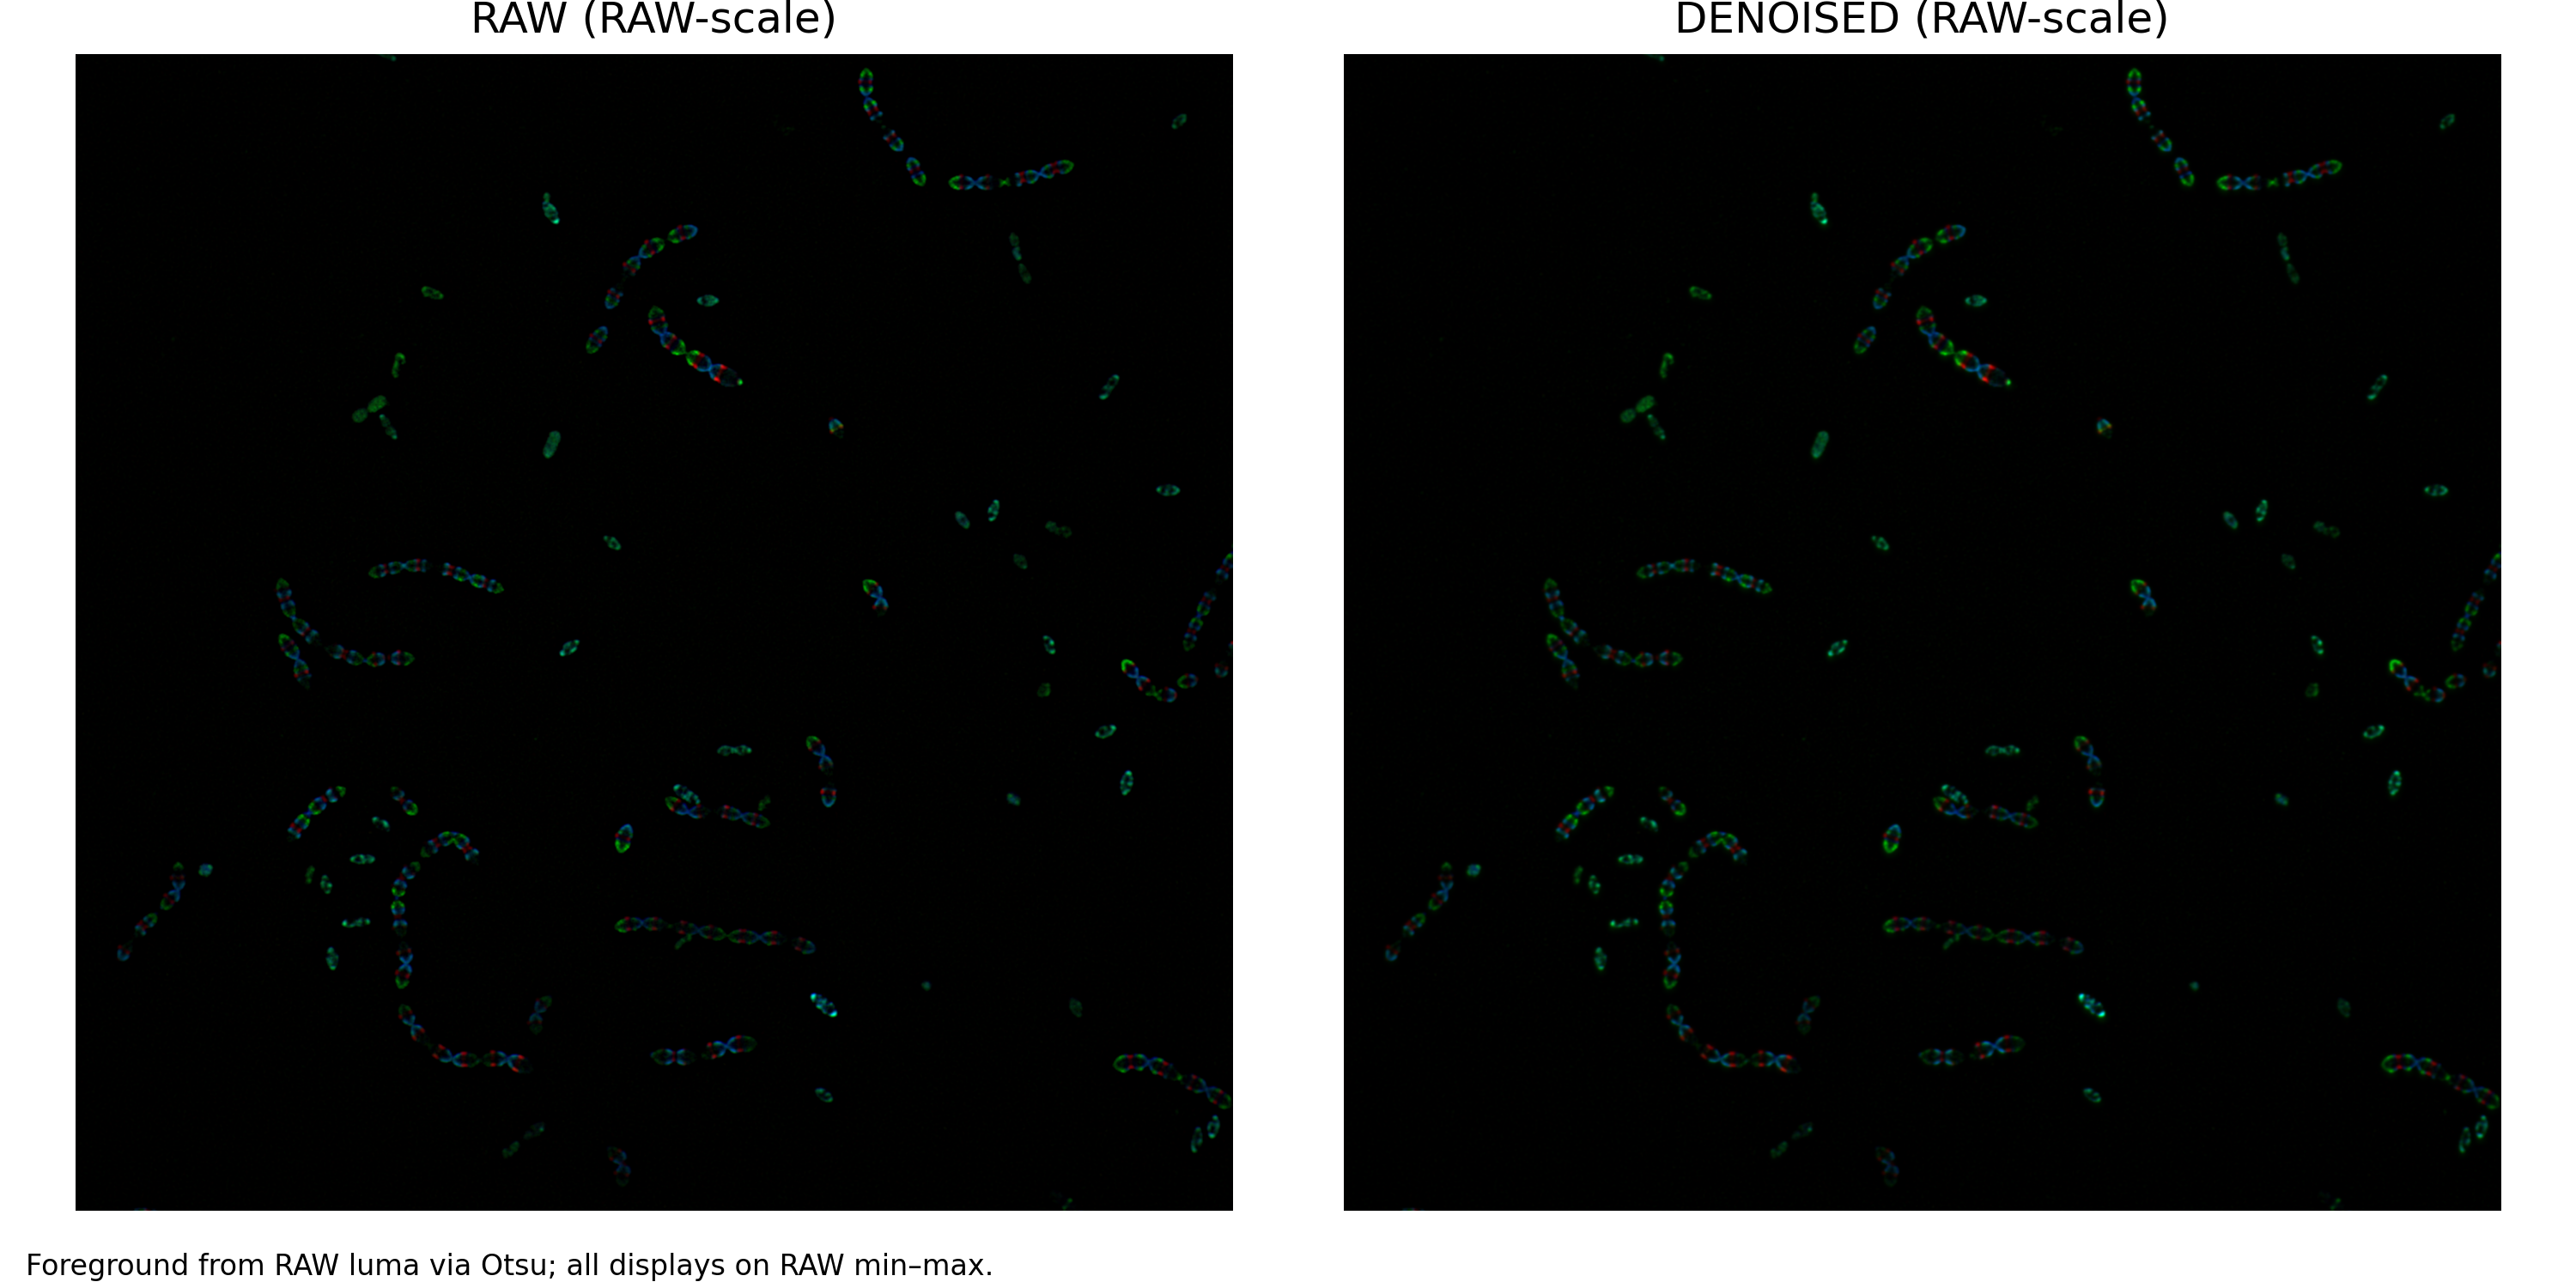 RAW (RAW-scale)
DENOISED (RAW-scale)
Foreground from RAW luma via Otsu; all displays on RAW min–max.